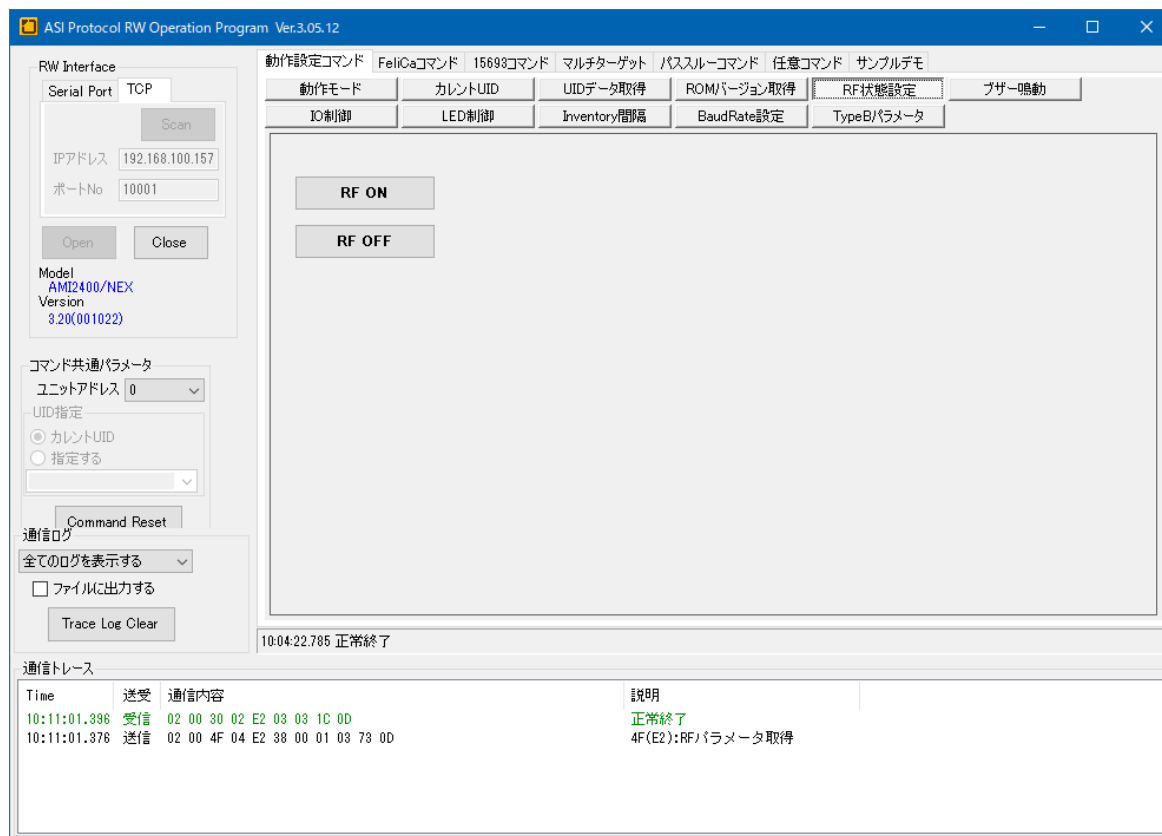 ASI Protocol RW Operation Program Ver.3.05.12
RW Interface
Serial Port TCP
Scan
IPアドレス 192.168.100.157
ポートNo 10001
Open Close
Model
AMI2400/NEX
Version
3.20(001022)
コマンド共通パラメータ
ユニットアドレス 0
UID指定
カレントUID
指定する
Command Reset
通信ログ
全てのログを表示する
ファイルに出力する
Trace Log Clear
動作設定コマンド FeliCaコマンド 15693コマンド マルチターゲット パススルーコマンド 任意コマンド サンプルデモ
動作モード カレントUID UIDデータ取得 ROMバージョン取得 RF状態設定 ブザー鳴動
IO制御 LED制御 Inventory間隔 BaudRate設定 TypeBパラメータ
RF ON
RF OFF
10:04:22.785 正常終了
通信トレース
Time 送受 通信内容 説明
10:11:01.396 受信 02 00 30 02 E2 03 03 1C 0D 正常終了
10:11:01.376 送信 02 00 4F 04 E2 38 00 01 03 73 0D 4F(E2):RFパラメータ取得